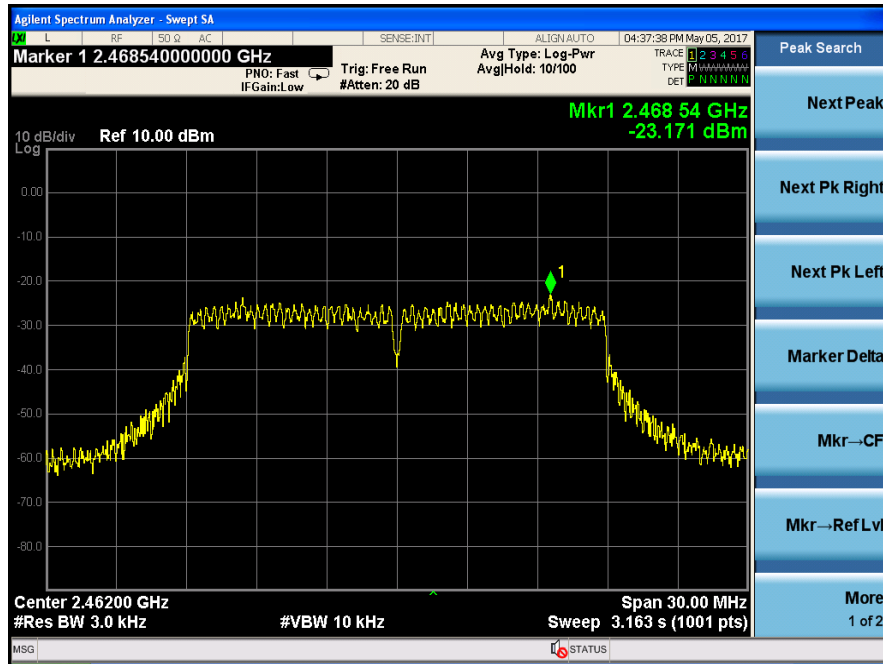 Agilent Spectrum Analyzer - Swept SA
LXI L RF 50 Ω AC SENSE:INT ALIGN AUTO 04:37:38 PM May 05, 2017
Marker 1 2.468540000000 GHz
PNO: Fast
IFGain:Low
Trig: Free Run
#Atten: 20 dB
Avg Type: Log-Pwr
Avg|Hold: 10/100
TRACE 1 2 3 4 5 6
TYPE M WWWWW
DET P N N N N N
Mkr1 2.468 54 GHz
-23.171 dBm
10 dB/div Ref 10.00 dBm
Log
0.00
-10.0
-20.0
-30.0
-40.0
-50.0
-60.0
-70.0
-80.0
1
Center 2.46200 GHz Span 30.00 MHz
#Res BW 3.0 kHz #VBW 10 kHz Sweep 3.163 s (1001 pts)
MSG STATUS
Peak Search
Next Peak
Next Pk Right
Next Pk Left
Marker Delta
Mkr→CF
Mkr→Ref Lvl
More
1 of 2